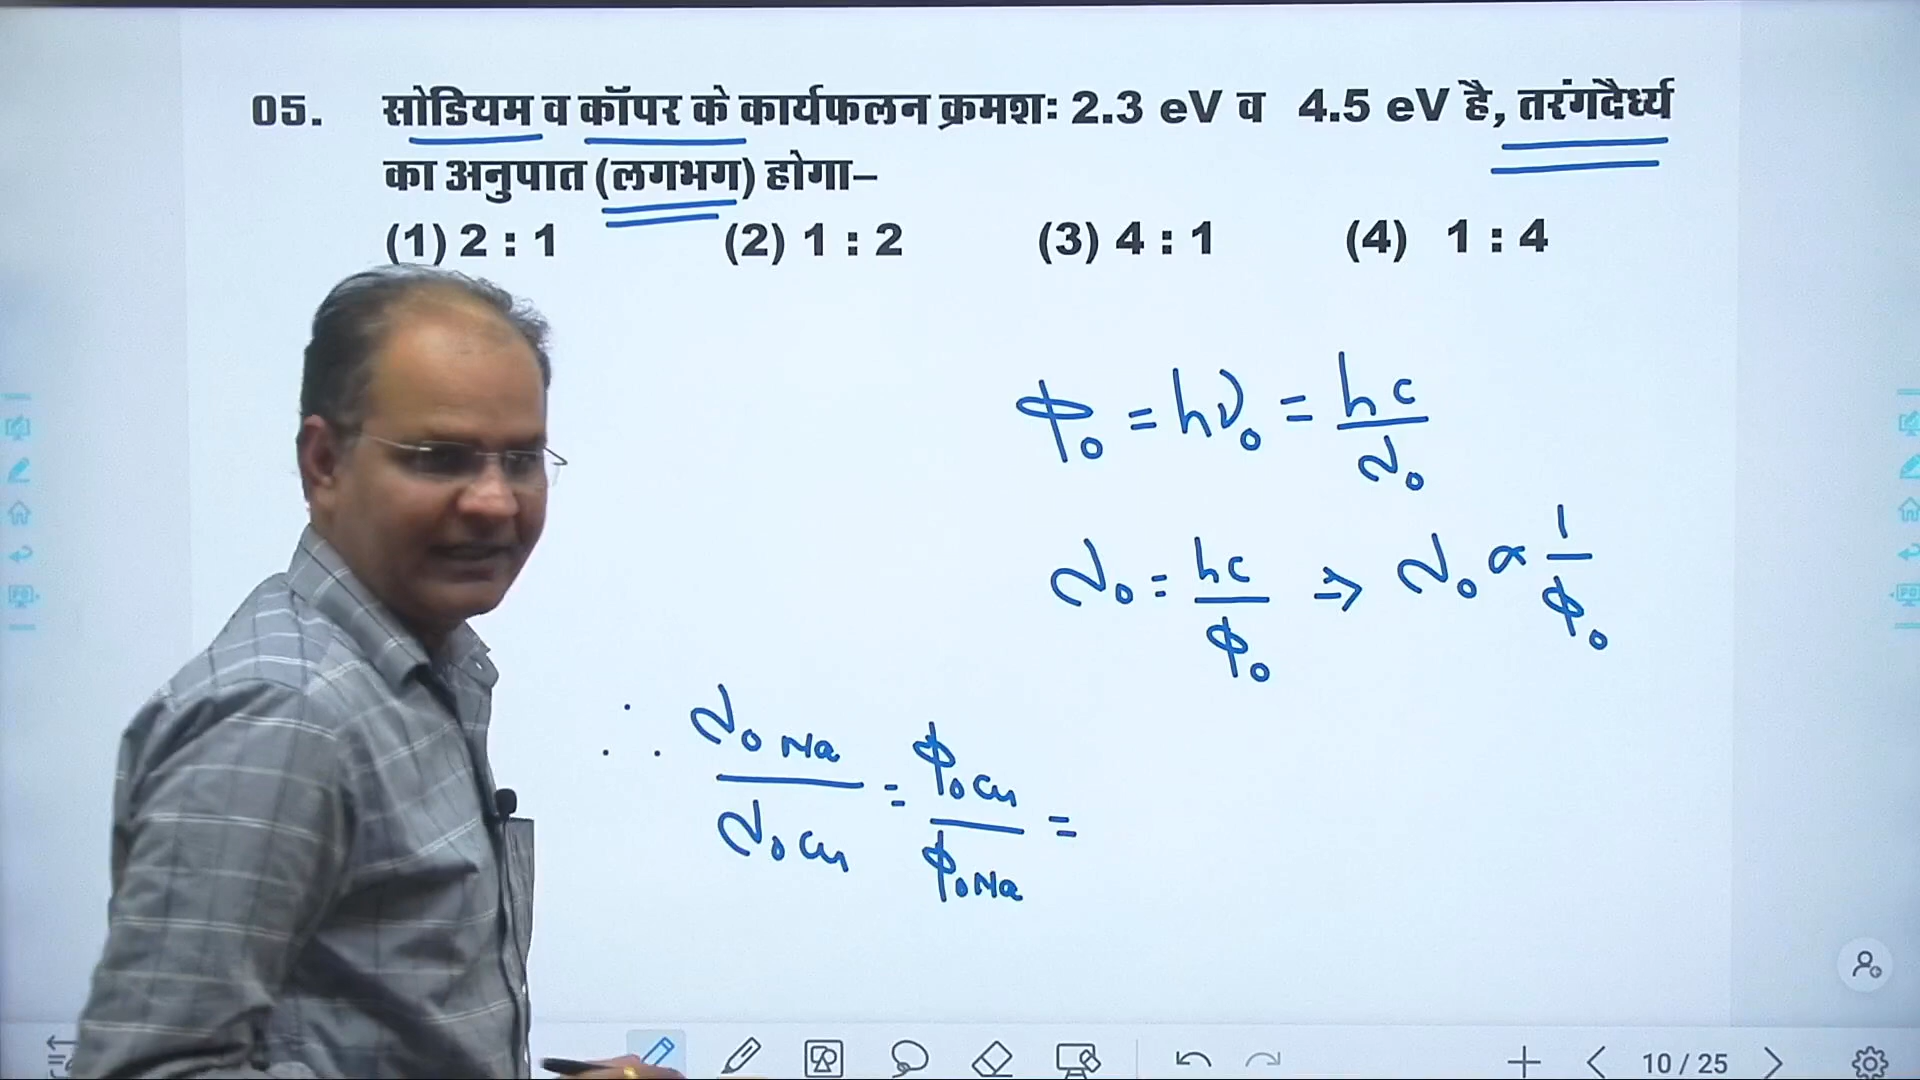 05. सोडियम व कॉपर के कार्यफलन क्रमशः 2.3 eV व 4.5 eV है, तरंगदैर्ध्य
का अनुपात (लगभग) होगा–
(1) 2 : 1 (2) 1 : 2 (3) 4 : 1 (4) 1 : 4
ϕ₀ = hν₀ = hc/λ₀
λ₀ = hc/ϕ₀ ⇒ λ₀ ∝ 1/ϕ₀
∴ λ₀Na/λ₀Cu = ϕ₀Cu/ϕ₀Na =
10 / 25